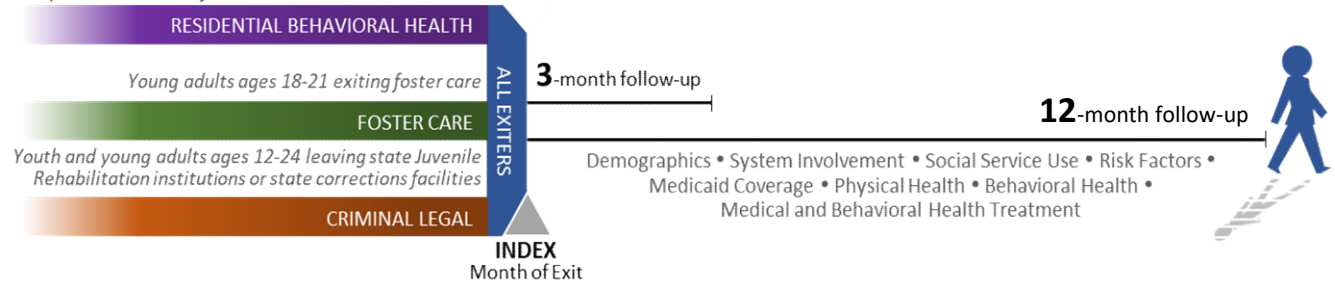 RESIDENTIAL BEHAVIORAL HEALTH
Young adults ages 18-21 exiting foster care
FOSTER CARE
Youth and young adults ages 12-24 leaving state Juvenile
Rehabilitation institutions or state corrections facilities
CRIMINAL LEGAL
ALL EXITERS
INDEX
Month of Exit
3-month follow-up
12-month follow-up
Demographics • System Involvement • Social Service Use • Risk Factors •
Medicaid Coverage • Physical Health • Behavioral Health •
Medical and Behavioral Health Treatment